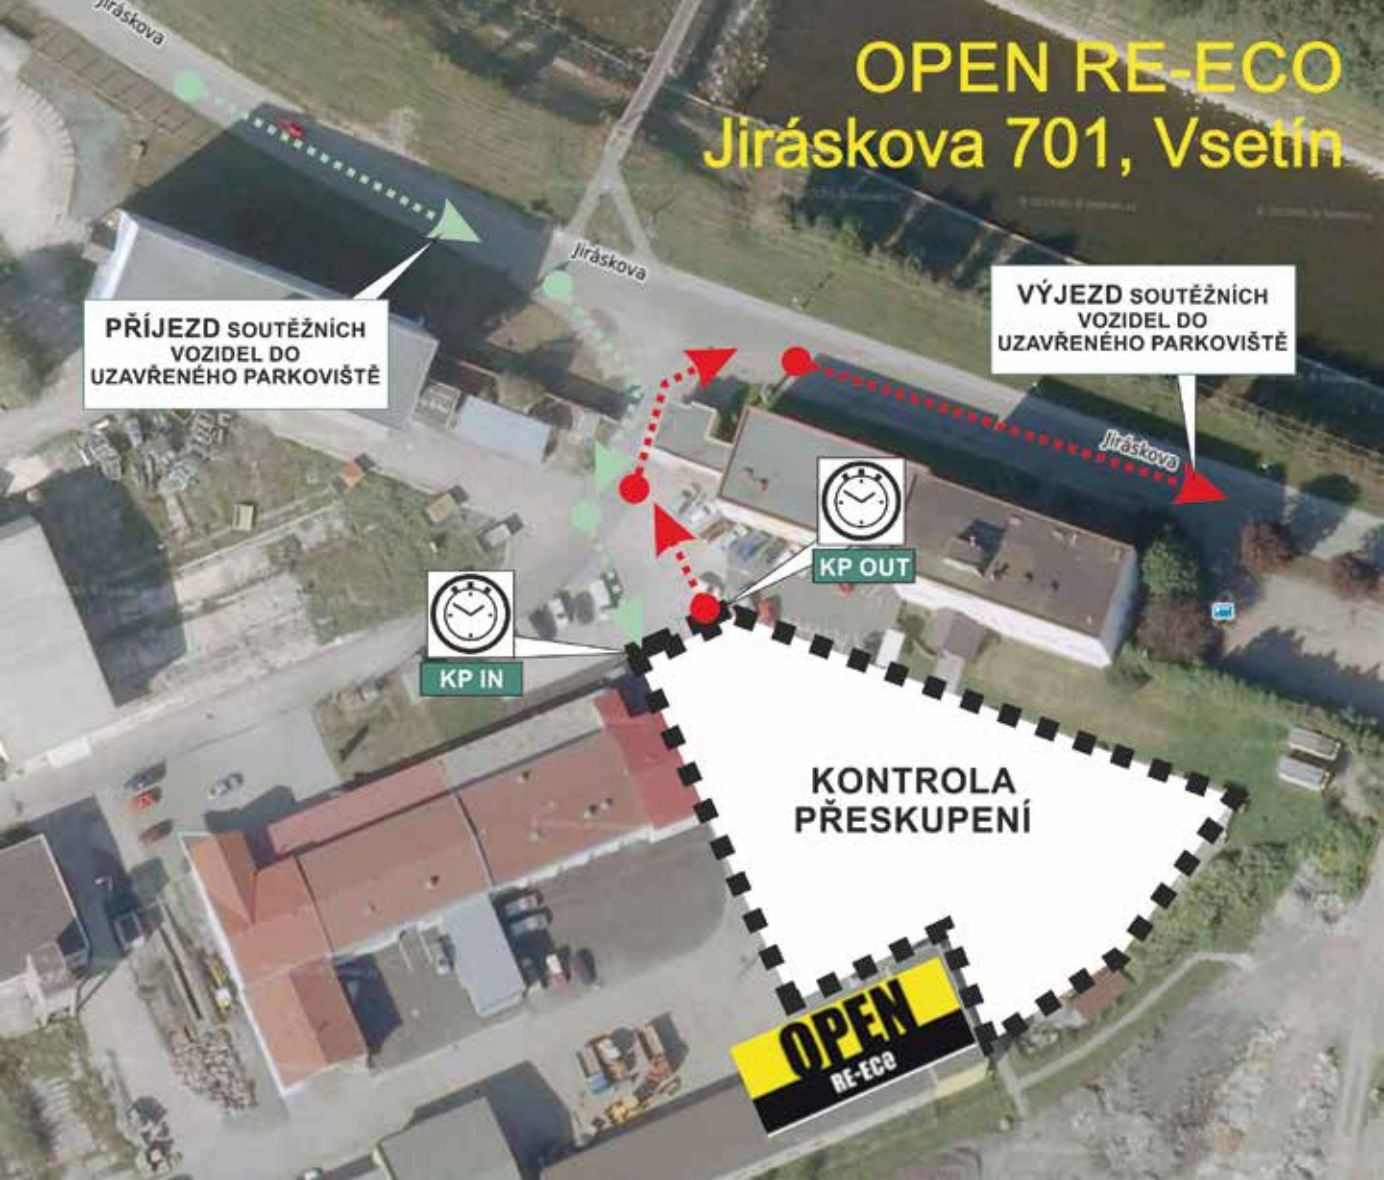 Jiráskova
OPEN RE-ECO
Jiráskova 701, Vsetín
Jiráskova
PŘÍJEZD SOUTĚŽNÍCH
VOZIDEL DO
UZAVŘENÉHO PARKOVIŠTĚ
VÝJEZD SOUTĚŽNÍCH
VOZIDEL DO
UZAVŘENÉHO PARKOVIŠTĚ
Jiráskova
KP OUT
KP IN
KONTROLA
PŘESKUPENÍ
OPEN
RE-ECO